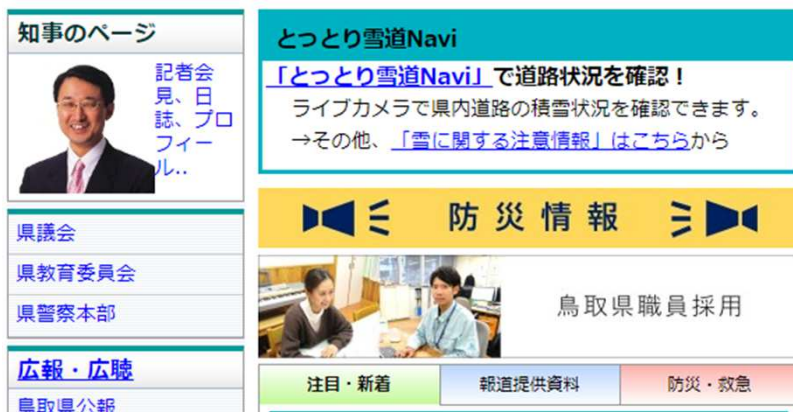 知事のページ
記者会
見、日
誌、プロ
フィー
ル..
県議会
県教育委員会
県警察本部
広報・広聴
鳥取県公報
とっとり雪道Navi
「とっとり雪道Navi」で道路状況を確認！
ライブカメラで県内道路の積雪状況を確認できます。
→その他、「雪に関する注意情報」はこちらから
防災情報
鳥取県職員採用
注目・新着
報道提供資料
防災・救急